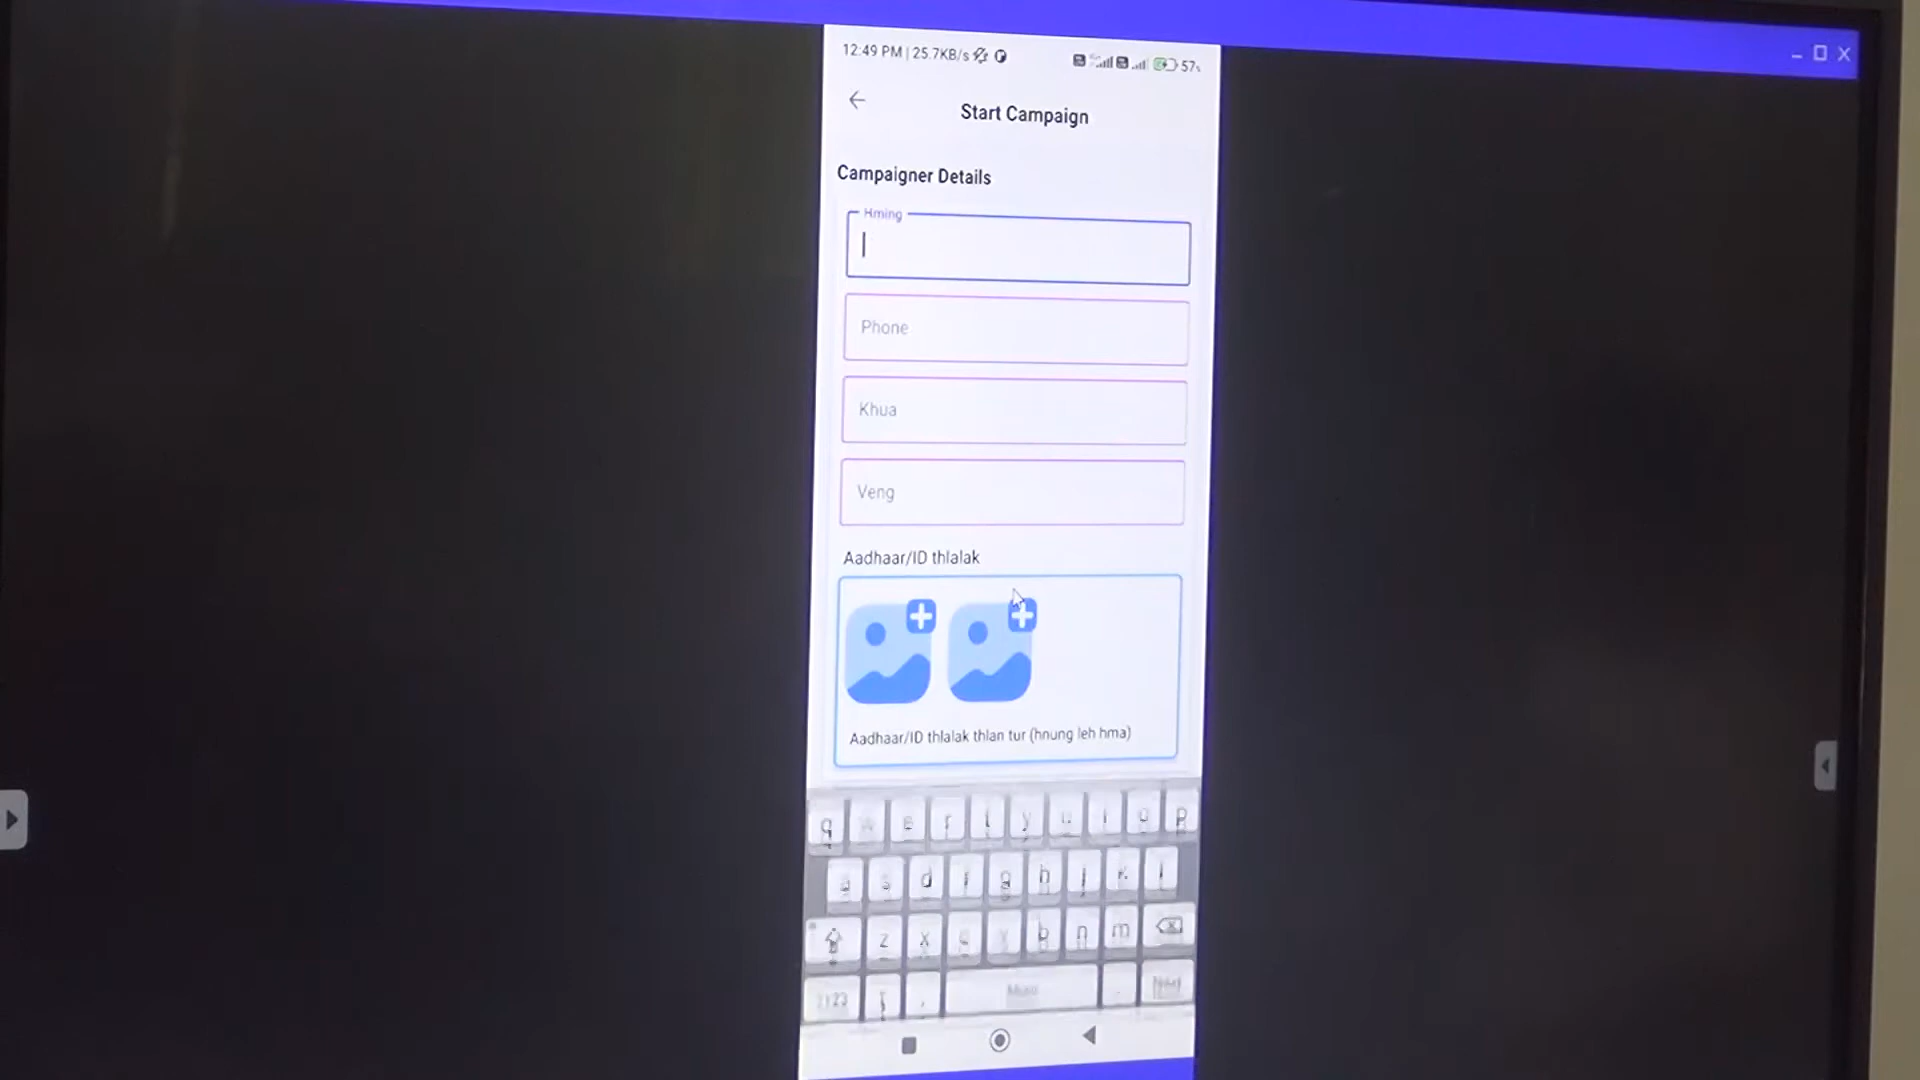 12:49 PM | 25.7KB/s
57%
Start Campaign
Campaigner Details
Hming
Phone
Khua
Veng
Aadhaar/ID thlalak
Aadhaar/ID thlalak thlan tur (hnung leh hma)
q w e r t y u i o p
a s d f g h j k l
z x c v b n m